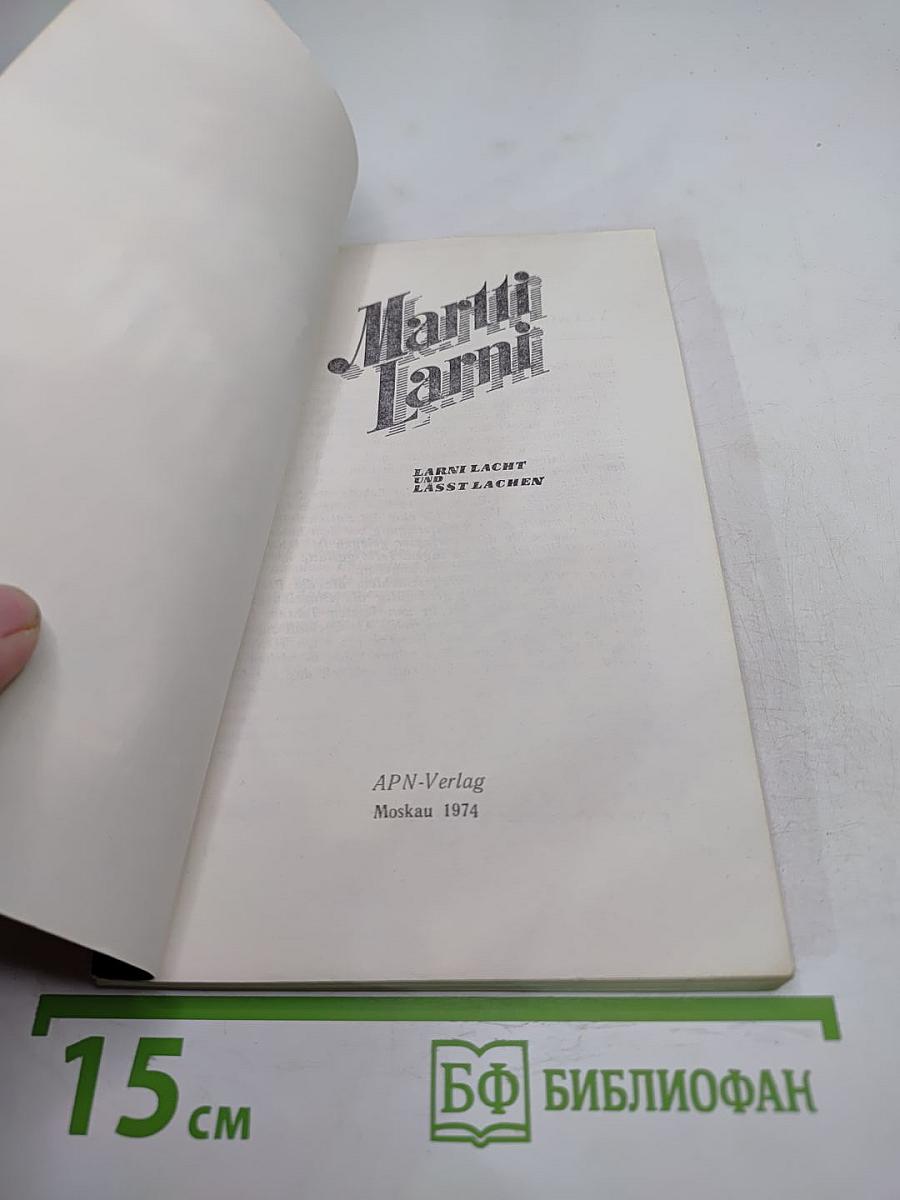 Martti
Larni
LARNI LACHT
UND
LÄSST LACHEN
APN-Verlag
Moskau 1974
15 см
БФ БИБЛИОФАН